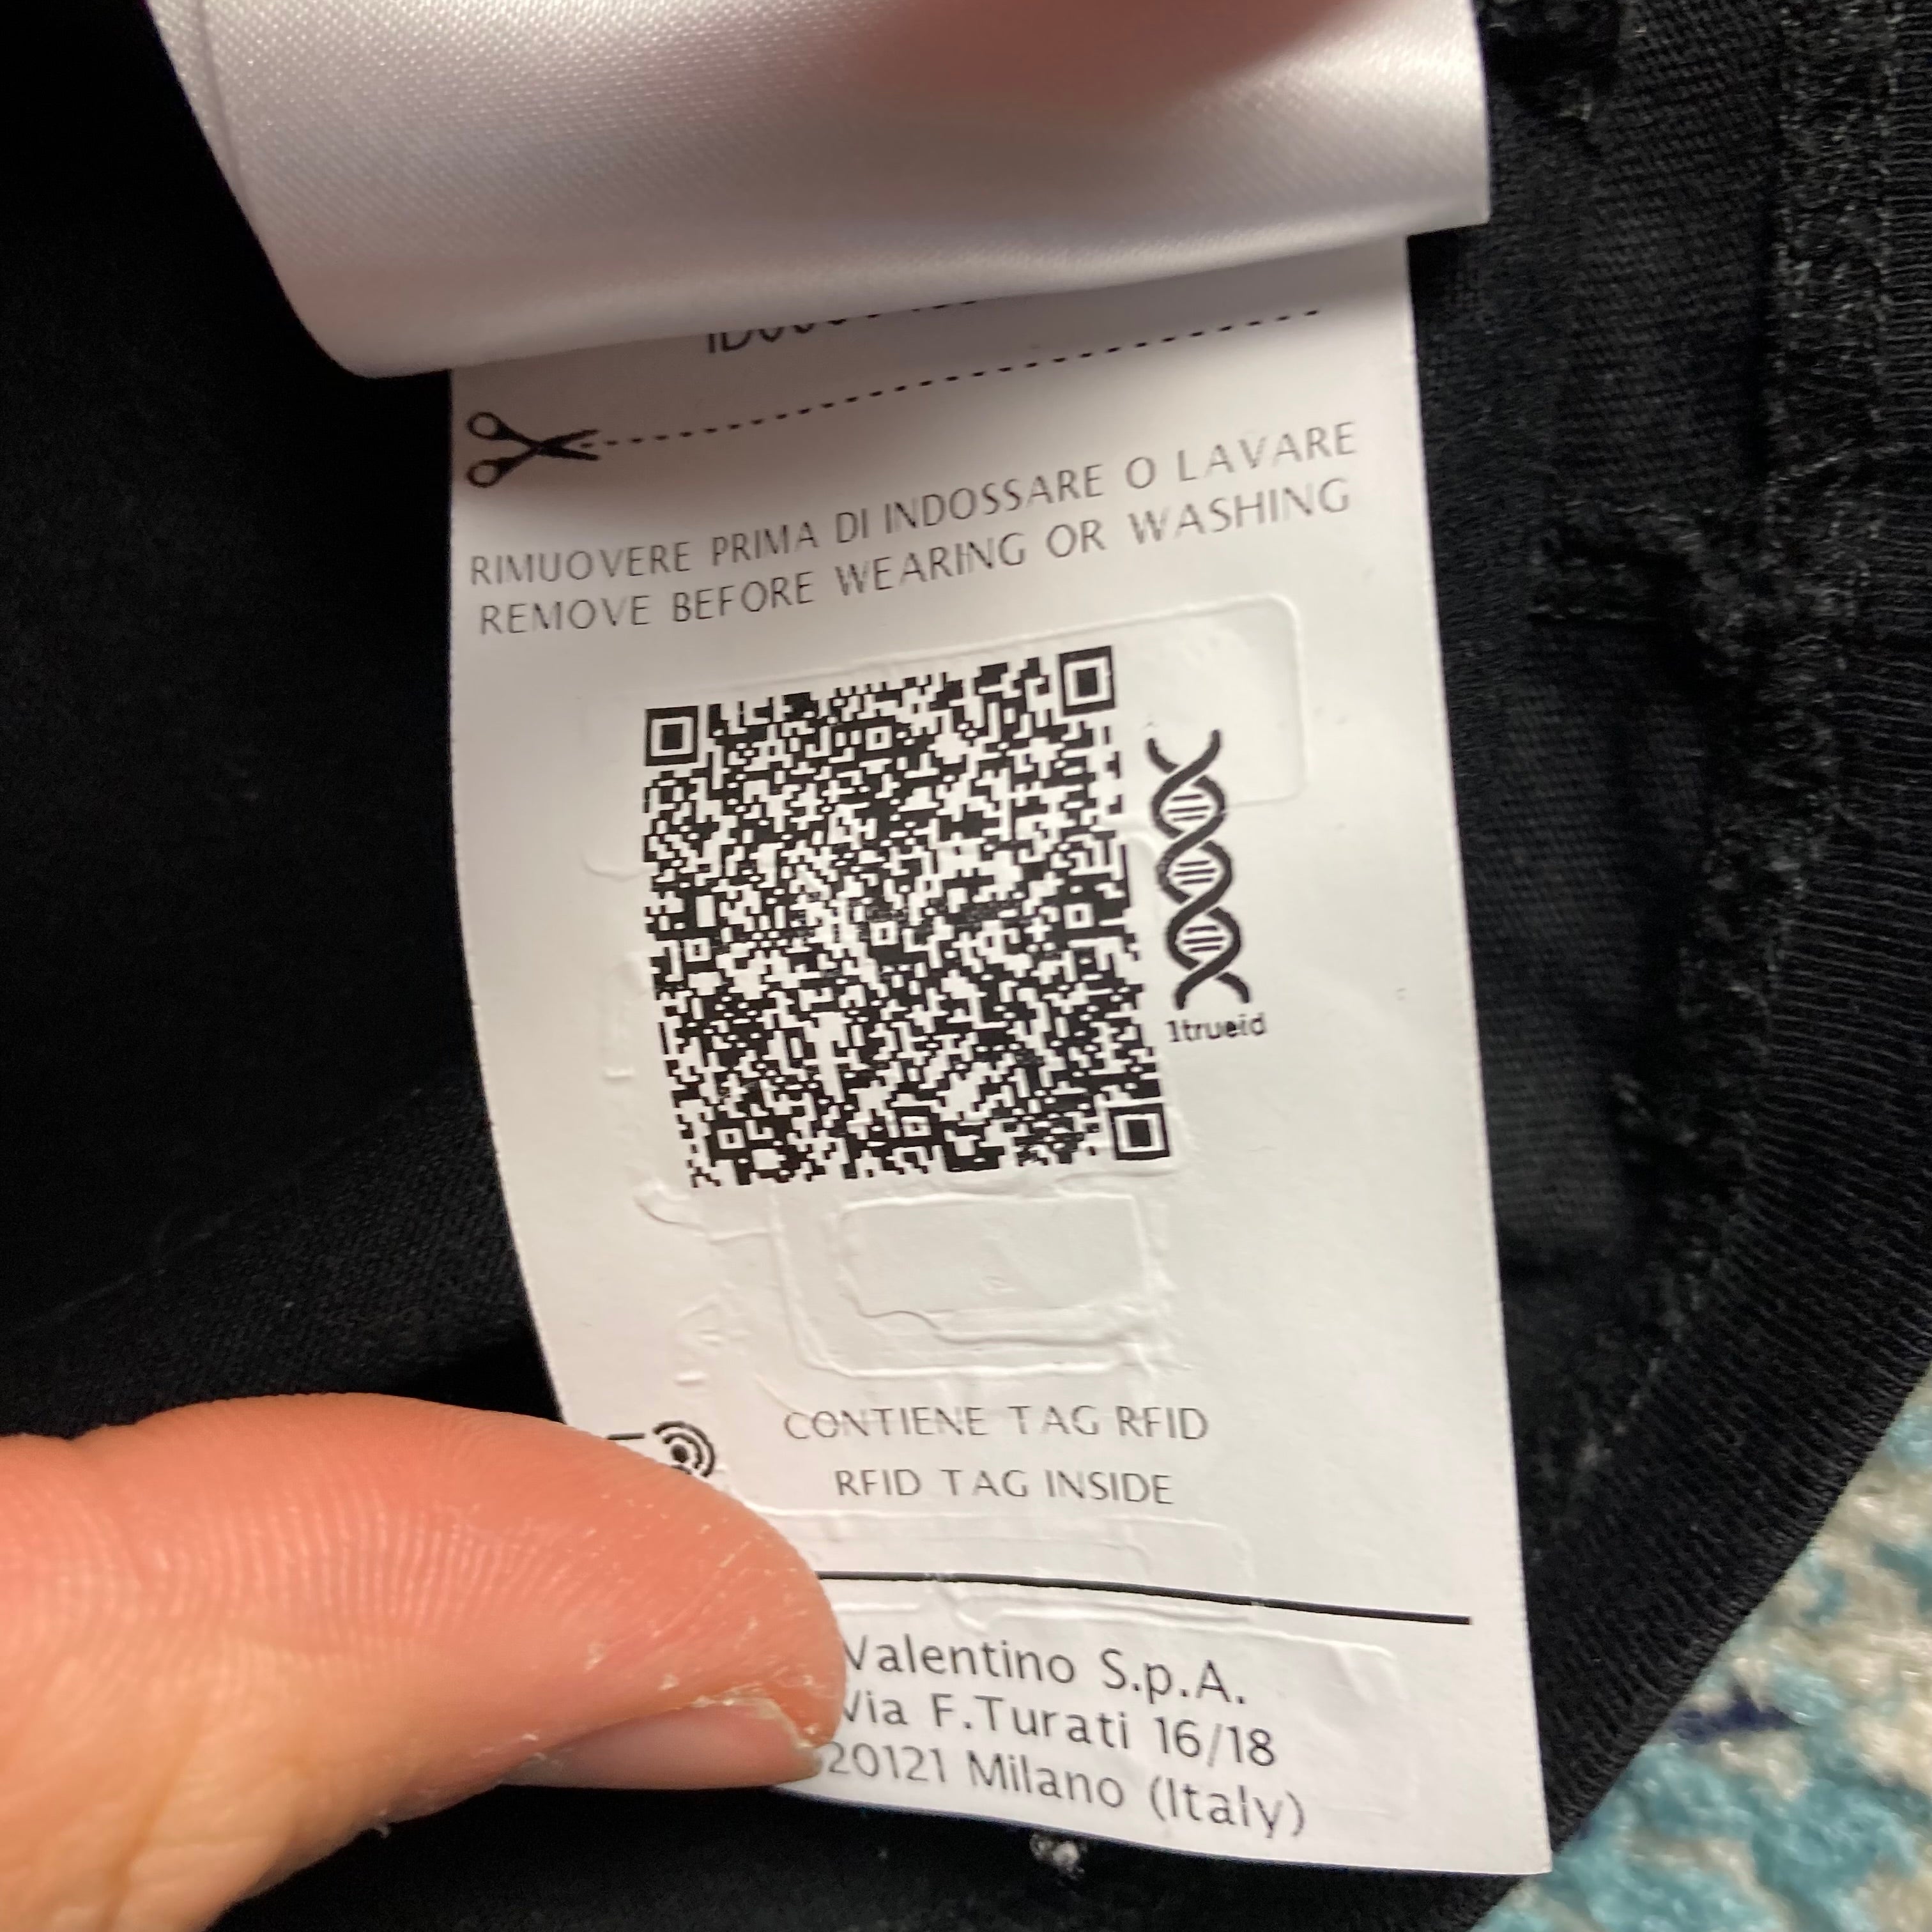 RIMUOVERE PRIMA DI INDOSSARE O LAVARE
REMOVE BEFORE WEARING OR WASHING
1trueid
CONTIENE TAG RFID
RFID TAG INSIDE
Valentino S.p.A.
Via F.Turati 16/18
20121 Milano (Italy)